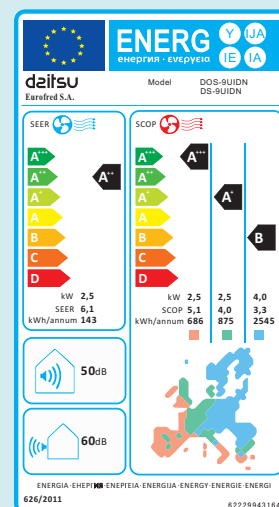 ENERG Y IJA
енергия · ενεργεια IE IA
daitsu
Eurofred S.A.
Model DOS-9UIDN
DS-9UIDN
SEER SCOP
A+++ A+++ A+++
A++ A++ A++
A+ A+ A+
A A
B B B
C C
D D
kW 2,5 kW 2,5 2,5 4,0
SEER 6,1 SCOP 5,1 4,0 3,3
kWh/annum 143 kWh/annum 686 875 2545
50dB
60dB
ENERGIA · ЕНЕРГИЯ · ΕΝΕΡΓΕΙΑ · ENERGIJA · ENERGY · ENERGIE · ENERGI
626/2011
62229943164